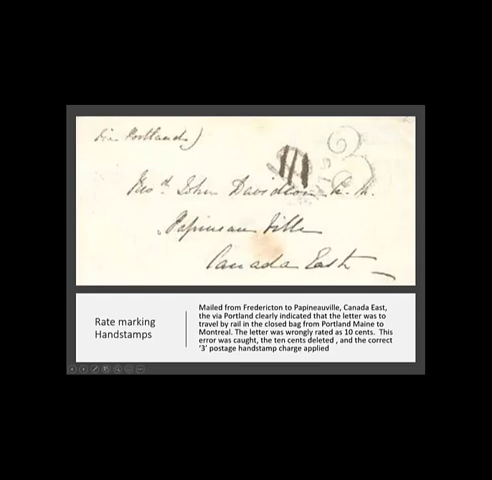 Via Portland)
3
John Davidson
Papineau Ville
Canada East
Rate marking
Handstamps
Mailed from Fredericton to Papineauville, Canada East,
the via Portland clearly indicated that the letter was to
travel by rail in the closed bag from Portland Maine to
Montreal. The letter was wrongly rated as 10 cents. This
error was caught, the ten cents deleted , and the correct
‘3’ postage handstamp charge applied